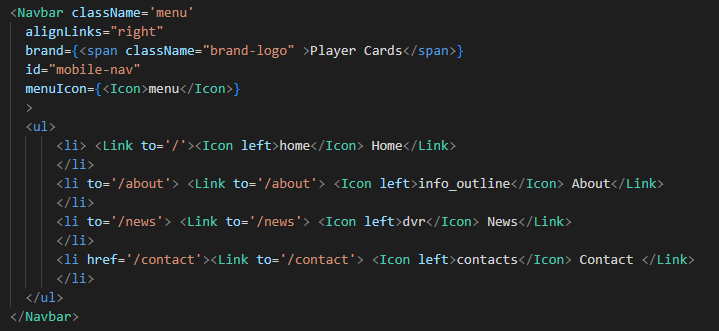 <Navbar className='menu'
  alignLinks="right"
  brand={<span className="brand-logo" >Player Cards</span>}
  id="mobile-nav"
  menuIcon={<Icon>menu</Icon>}
  >
  <ul>
      <li> <Link to='/'><Icon left>home</Icon> Home</Link>
      </li>
      <li to='/about'> <Link to='/about'> <Icon left>info_outline</Icon> About</Link>
      </li>
      <li to='/news'> <Link to='/news'> <Icon left>dvr</Icon> News</Link>
      </li>
      <li href='/contact'><Link to='/contact'> <Icon left>contacts</Icon> Contact </Link>
      </li>
  </ul>
</Navbar>